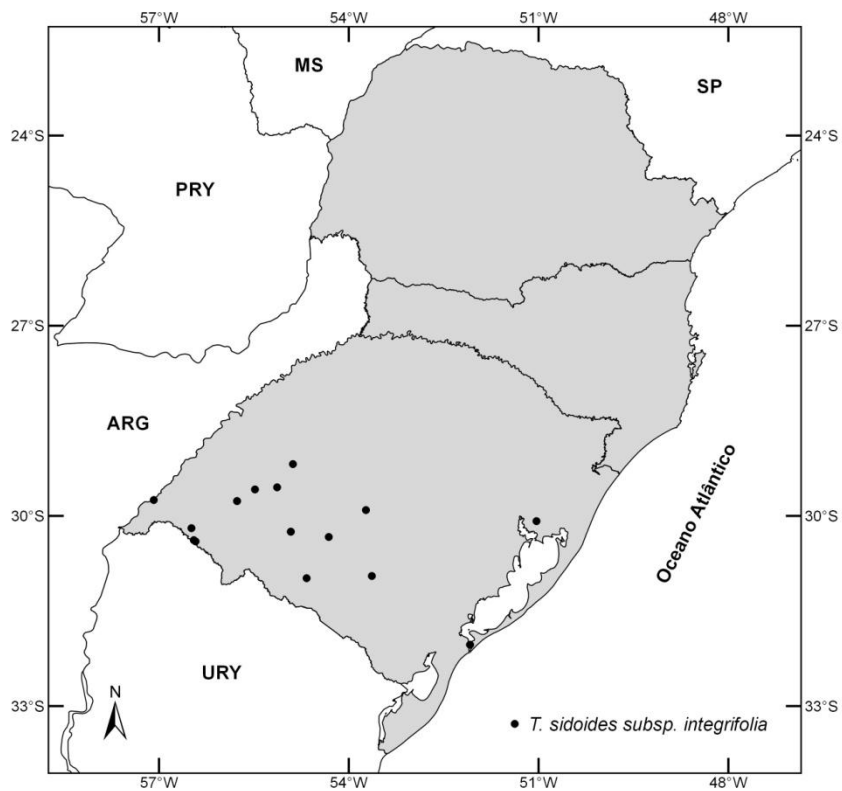 57°W 54°W 51°W 48°W
MS
SP
24°S 24°S
PRY
27°S 27°S
ARG
Oceano Atlântico
30°S 30°S
URY
33°S 33°S
N
T. sidoides subsp. integrifolia
57°W 54°W 51°W 48°W